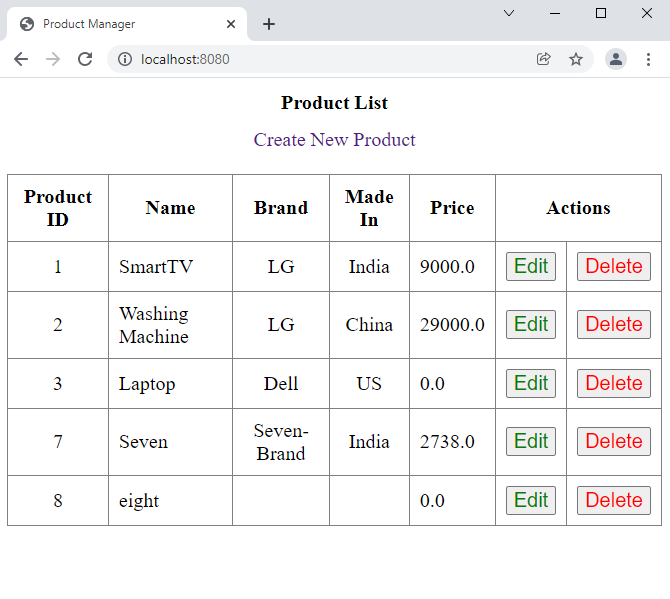 Product Manager
localhost:8080
Product List
Create New Product
Product ID Name Brand Made In Price Actions
1 SmartTV LG India 9000.0 Edit Delete
2 Washing Machine LG China 29000.0 Edit Delete
3 Laptop Dell US 0.0 Edit Delete
7 Seven Seven-Brand India 2738.0 Edit Delete
8 eight 0.0 Edit Delete